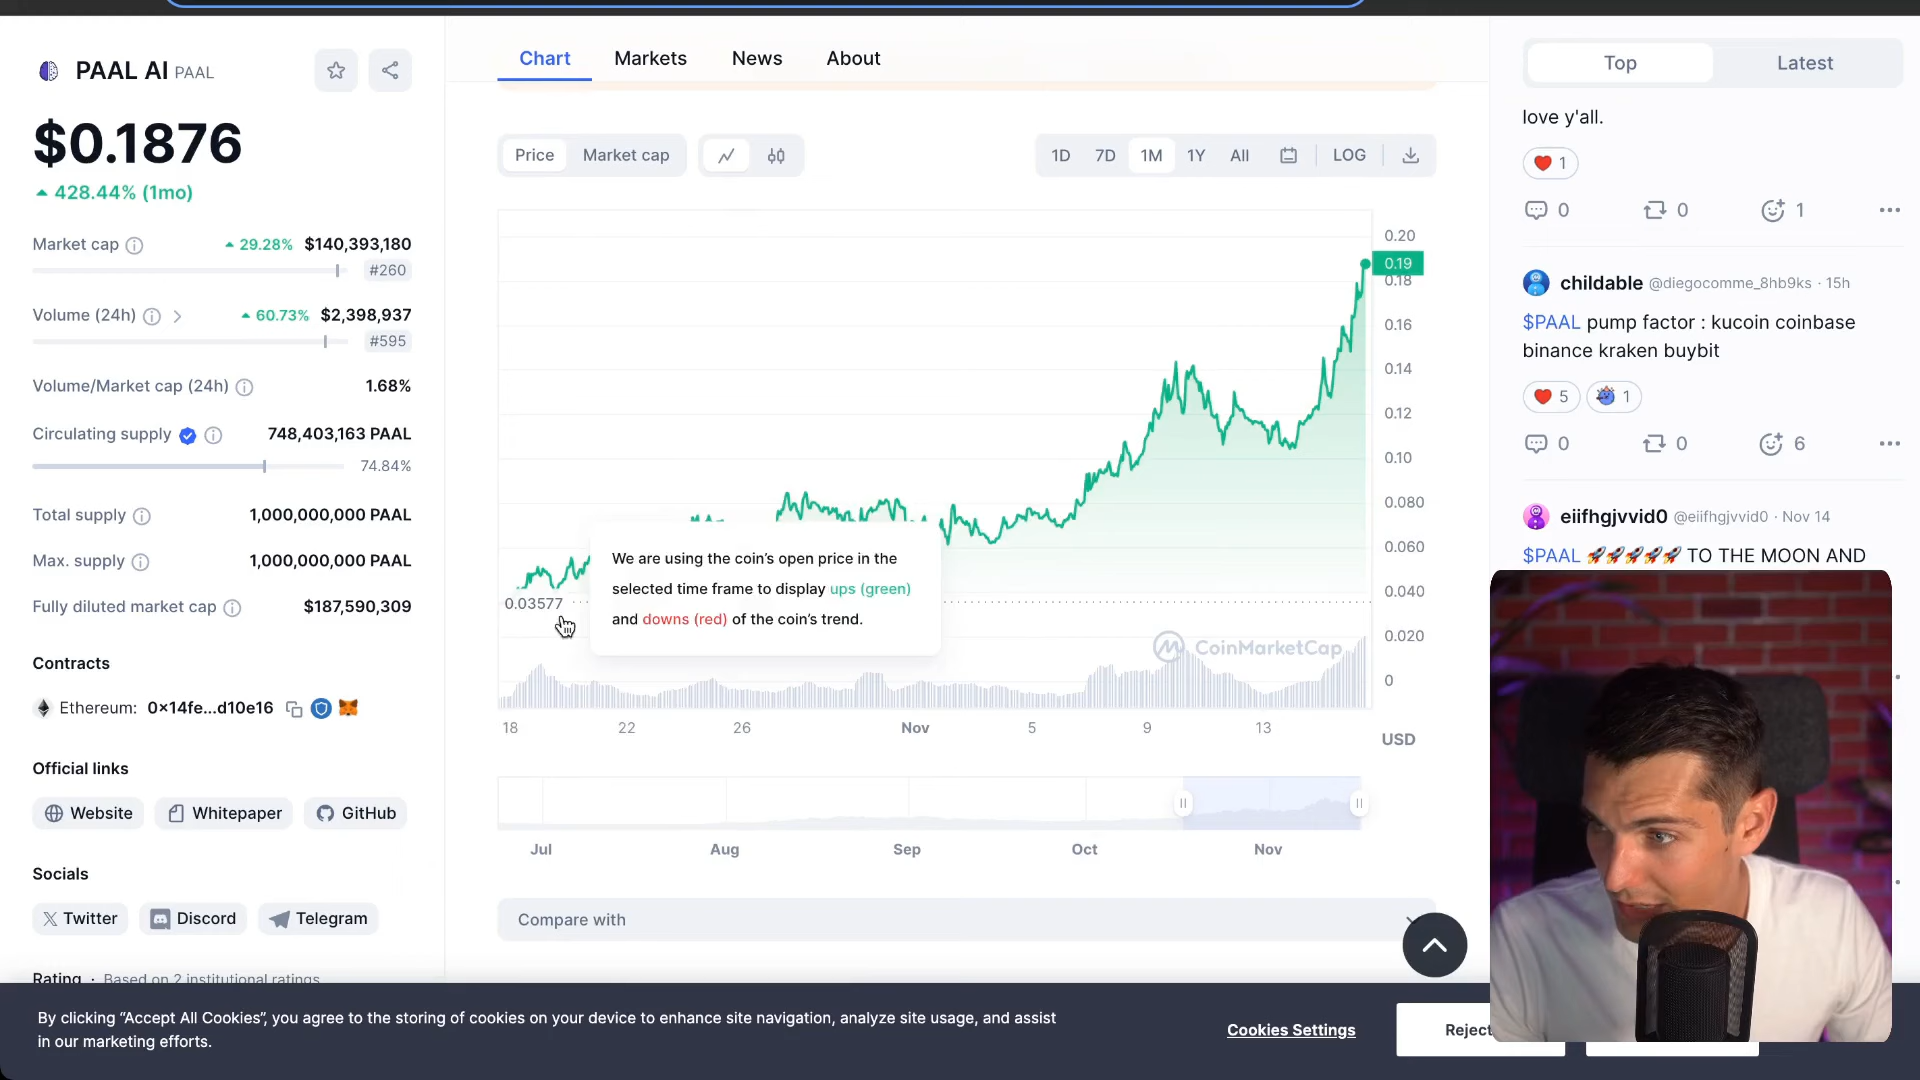 PAAL AI PAAL
$0.1876
428.44% (1mo)
Market cap 29.28% $140,393,180
#260
Volume (24h) 60.73% $2,398,937
#595
Volume/Market cap (24h) 1.68%
Circulating supply 748,403,163 PAAL
74.84%
Total supply 1,000,000,000 PAAL
Max. supply 1,000,000,000 PAAL
Fully diluted market cap $187,590,309
Contracts
Ethereum: 0x14fe...d10e16
Official links
Website Whitepaper GitHub
Socials
Twitter Discord Telegram
Rating · Based on 2 institutional ratings
Chart Markets News About
Price Market cap
1D 7D 1M 1Y All LOG
0.20
0.19
0.18
0.16
0.14
0.12
0.10
0.080
0.060
0.040
0.020
0
0.03577
We are using the coin's open price in the
selected time frame to display ups (green)
and downs (red) of the coin's trend.
CoinMarketCap
18 22 26 Nov 5 9 13
USD
Jul Aug Sep Oct Nov
Compare with
Top Latest
love y'all.
1
0 0 1
childable @diegocomme_8hb9ks · 15h
$PAAL pump factor : kucoin coinbase
binance kraken buybit
5 1
0 0 6
eiifhgjvvid0 @eiifhgjvvid0 · Nov 14
$PAAL 🚀🚀🚀🚀🚀 TO THE MOON AND
By clicking "Accept All Cookies", you agree to the storing of cookies on your device to enhance site navigation, analyze site usage, and assist
in our marketing efforts.
Cookies Settings
Reject